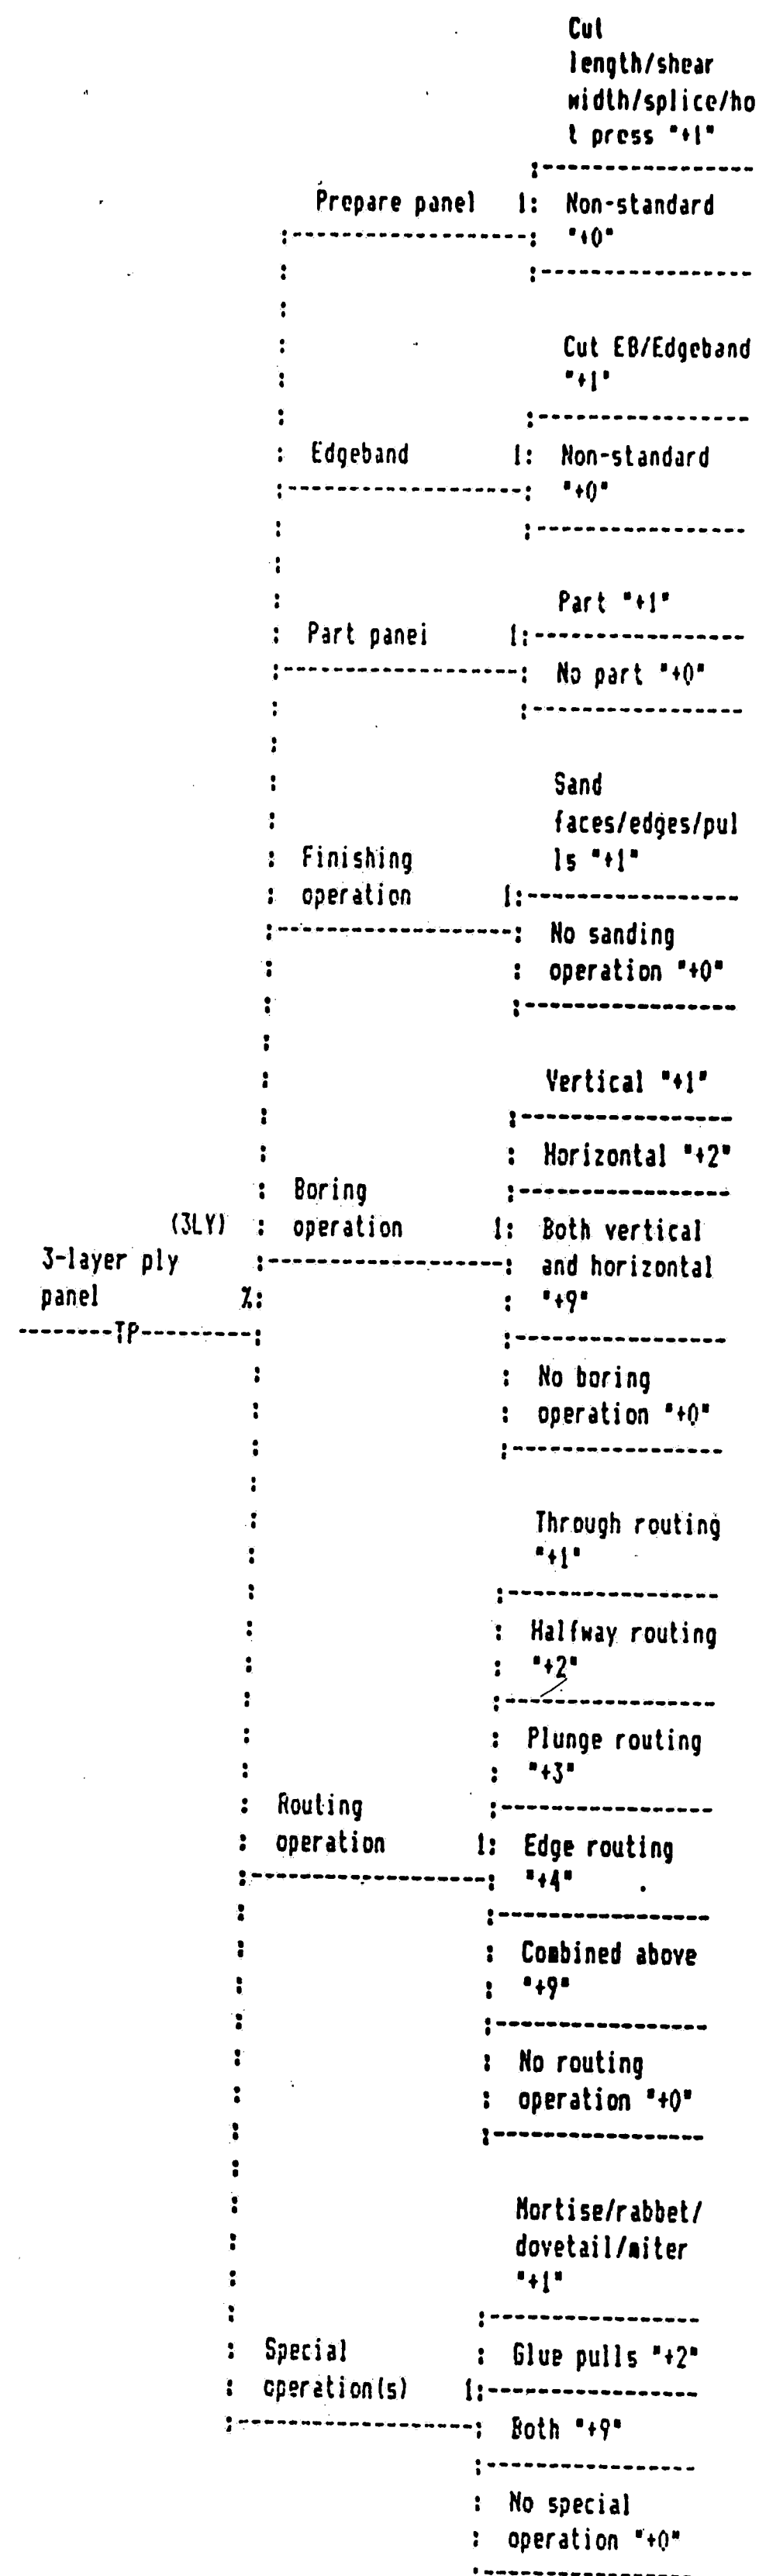 Cut
length/shear
width/splice/ho
t press "+1"
Prepare panel 1: Non-standard
"+0"
Cut EB/Edgeband
"+1"
Edgeband 1: Non-standard
"+0"
Part "+1"
Part panel 1:
No part "+0"
Sand
faces/edges/pul
Finishing ls "+1"
operation 1:
No sanding
operation "+0"
Vertical "+1"
Horizontal "+2"
Boring
(3LY) operation 1: Both vertical
3-layer ply and horizontal
panel %: "+9"
TP
No boring
operation "+0"
Through routing
"+1"
Halfway routing
"+2"
Plunge routing
"+3"
Routing
operation 1: Edge routing
"+4"
Combined above
"+9"
No routing
operation "+0"
Mortise/rabbet/
dovetail/miter
"+1"
Special Glue pulls "+2"
operation(s) 1:
Both "+9"
No special
operation "+0"